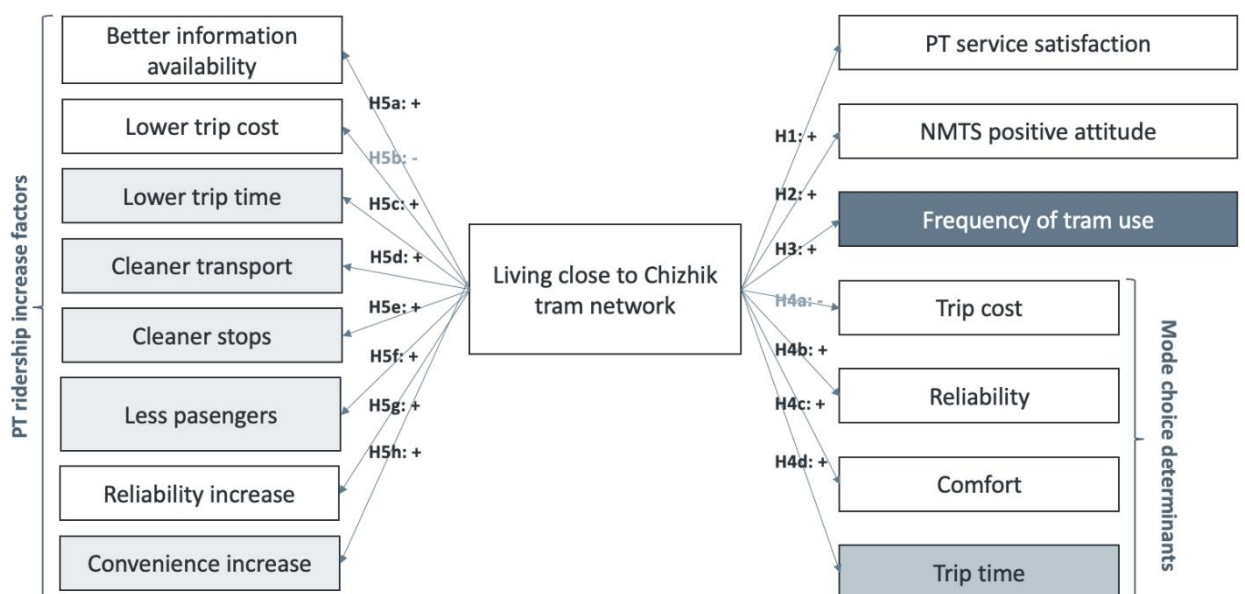 PT ridership increase factors
Better information
availability
Lower trip cost
Lower trip time
Cleaner transport
Cleaner stops
Less pasengers
Reliability increase
Convenience increase
H5a: +
H5b: -
H5c: +
H5d: +
H5e: +
H5f: +
H5g: +
H5h: +
Living close to Chizhik
tram network
H1: +
H2: +
H3: +
H4a: -
H4b: +
H4c: +
H4d: +
PT service satisfaction
NMTS positive attitude
Frequency of tram use
Trip cost
Reliability
Comfort
Trip time
Mode choice determinants